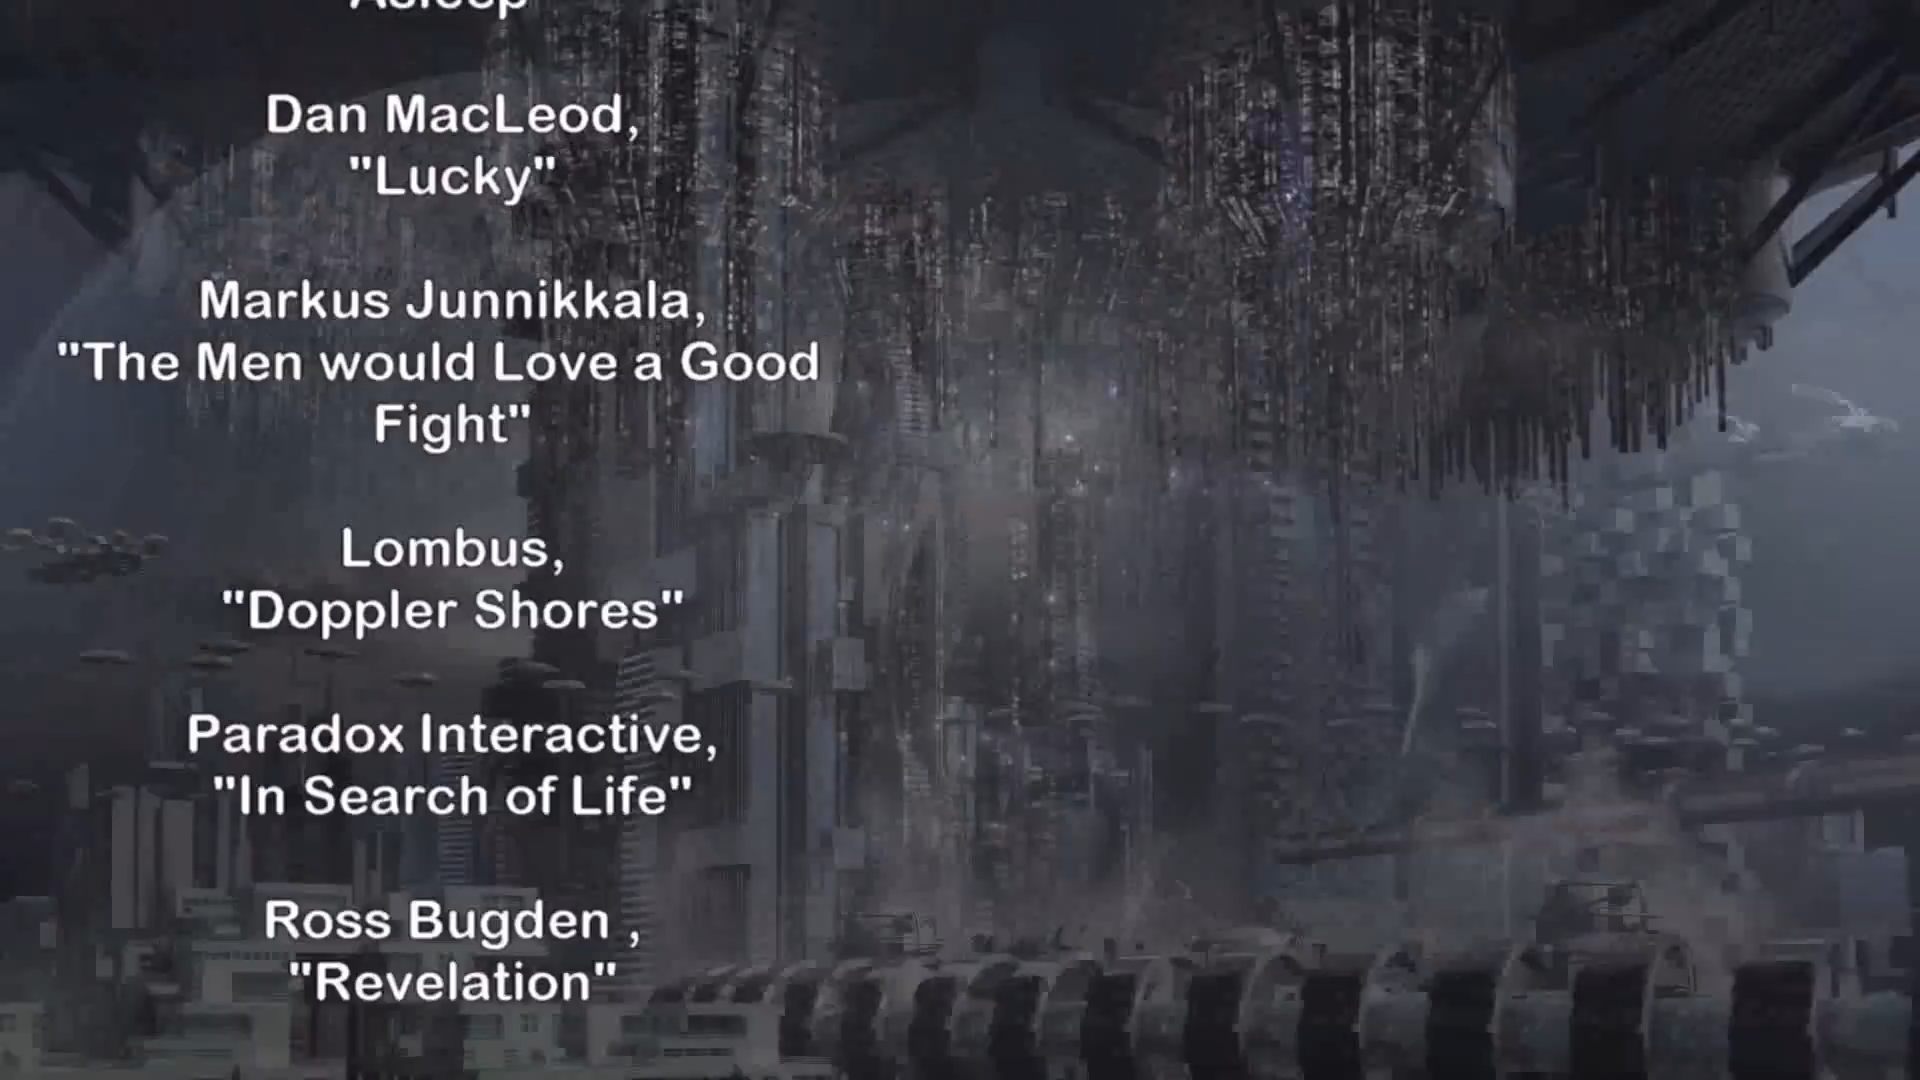 Asleep
Dan MacLeod,
"Lucky"
Markus Junnikkala,
"The Men would Love a Good
Fight"
Lombus,
"Doppler Shores"
Paradox Interactive,
"In Search of Life"
Ross Bugden ,
"Revelation"